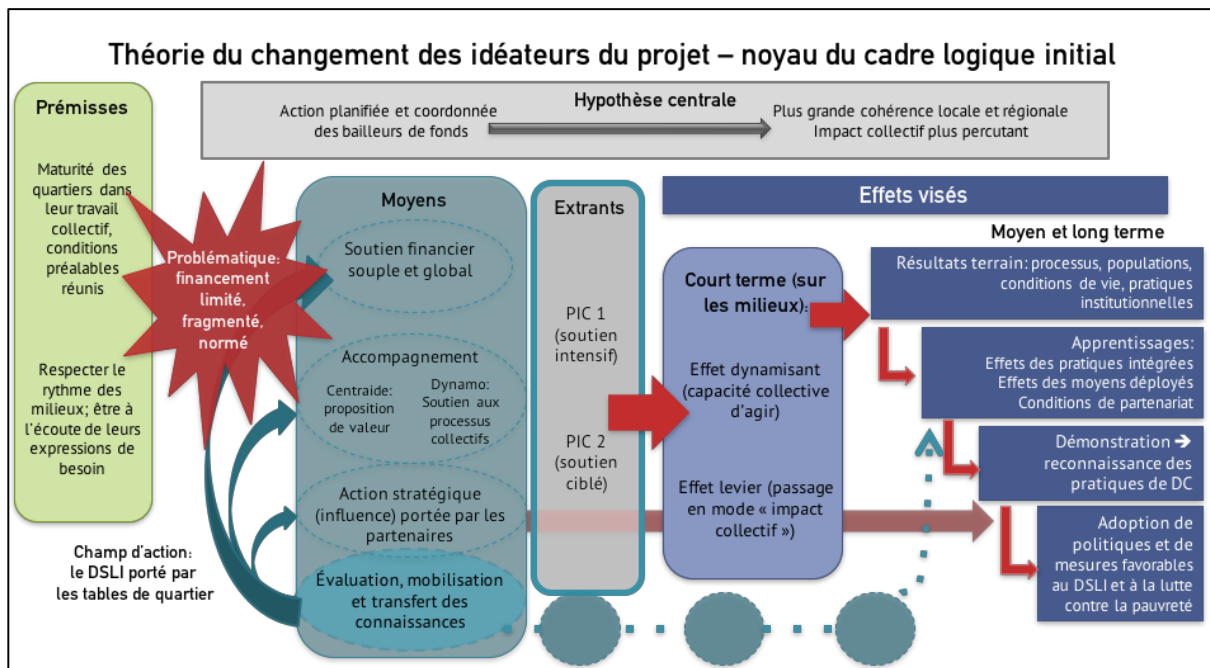 Théorie du changement des idéateurs du projet – noyau du cadre logique initial
Prémisses
Maturité des
quartiers dans
leur travail
collectif,
conditions
préalables
réunis
Respecter le
rythme des
milieux; être à
l'écoute de leurs
expressions de
besoin
Hypothèse centrale
Action planifiée et coordonnée
des bailleurs de fonds
Plus grande cohérence locale et régionale
Impact collectif plus percutant
Problématique:
financement
limité,
fragmenté,
normé
Champ d'action:
le DSLI porté par
les tables de quartier
Moyens
Soutien financier
souple et global
Accompagnement
Centraide:
proposition
de valeur
Dynamo:
Soutien aux
processus
collectifs
Action stratégique
(influence) portée par les
partenaires
Évaluation, mobilisation
et transfert des
connaissances
Extrants
PIC 1
(soutien
intensif)
PIC 2
(soutien
ciblé)
Effets visés
Court terme (sur
les milieux):
Effet dynamisant
(capacité collective
d'agir)
Effet levier (passage
en mode « impact
collectif »)
Moyen et long terme
Résultats terrain: processus, populations,
conditions de vie, pratiques
institutionnelles
Apprentissages:
Effets des pratiques intégrées
Effets des moyens déployés
Conditions de partenariat
Démonstration ➔
reconnaissance des
pratiques de DC
Adoption de
politiques et de
mesures favorables
au DSLI et à la lutte
contre la pauvreté